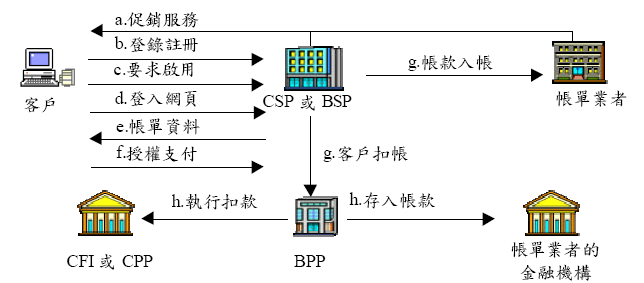 a.促銷服務
b.登錄註冊
c.要求啟用
d.登入網頁
e.帳單資料
f.授權支付
客戶
CSP 或 BSP
g.帳款入帳
帳單業者
g.客戶扣帳
h.執行扣款
h.存入帳款
CFI 或 CPP
BPP
帳單業者的
金融機構